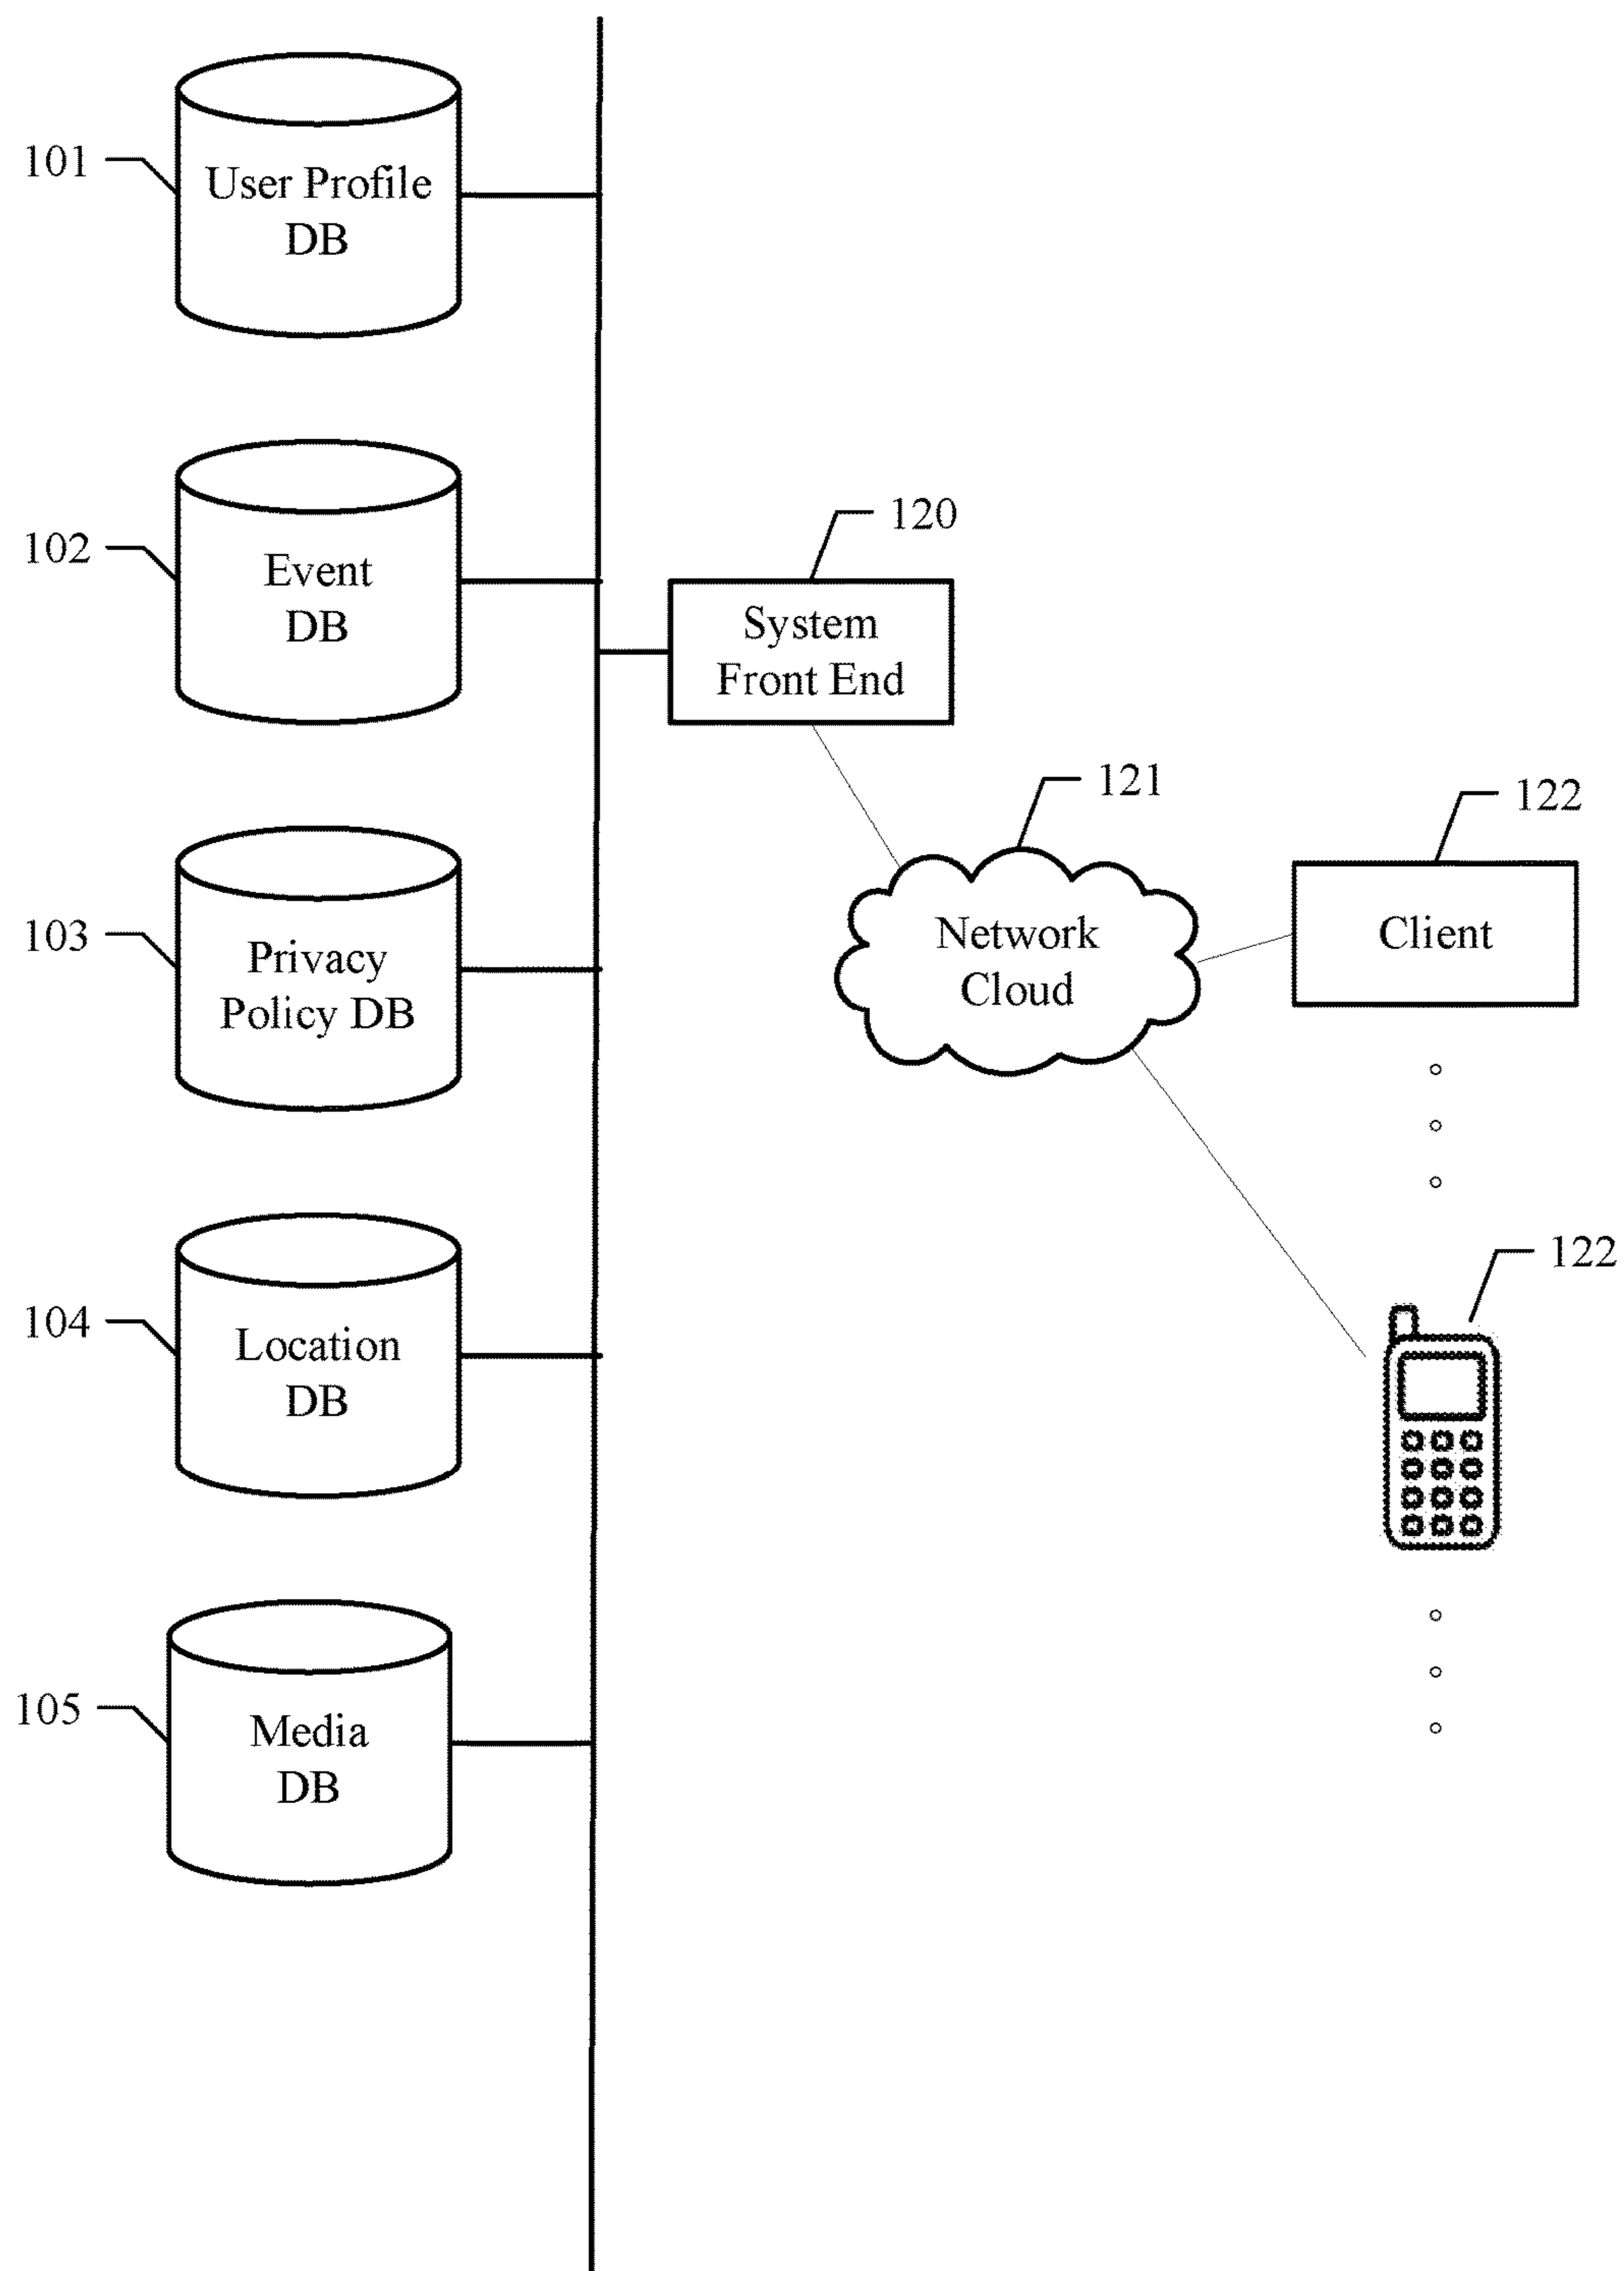 101
User Profile
DB
102
Event
DB
120
System
Front End
121
Network
Cloud
122
Client
103
Privacy
Policy DB
104
Location
DB
122
105
Media
DB